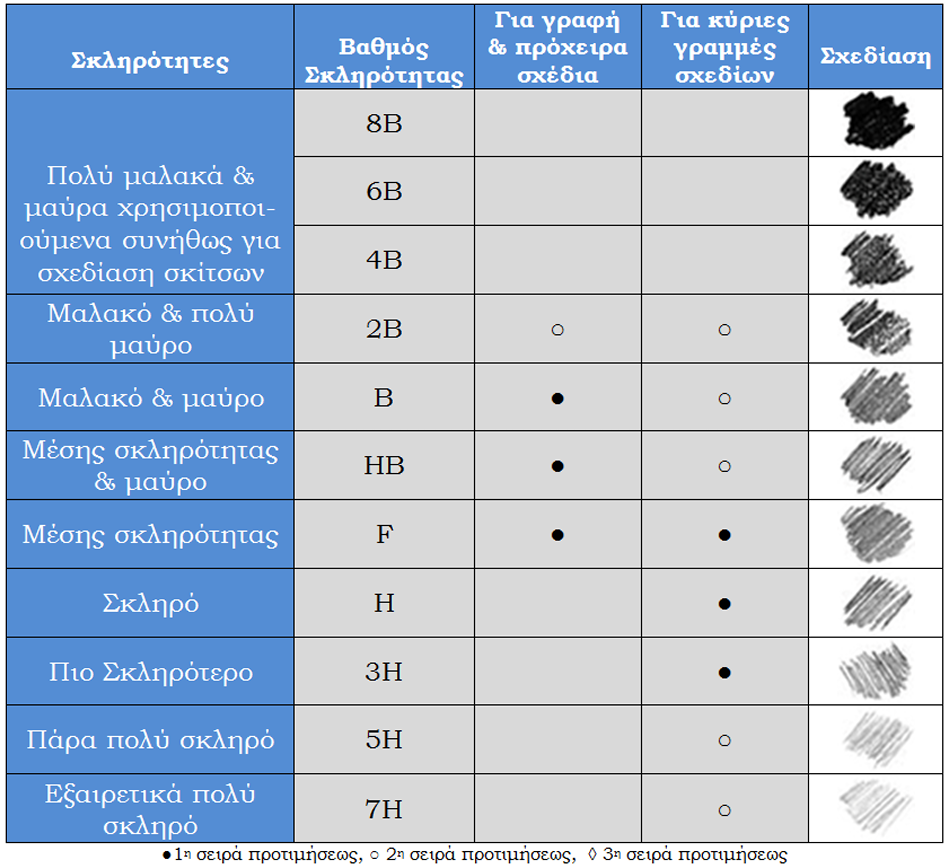 Σκληρότητες
Βαθμός
Σκληρότητας
Για γραφή
& πρόχειρα
σχέδια
Για κύριες
γραμμές
σχεδίων
Σχεδίαση
Πολύ μαλακά &
μαύρα χρησιμοποι-
ούμενα συνήθως για
σχεδίαση σκίτσων
8B
6B
4B
Μαλακό & πολύ
μαύρο
2B
○ ○
Μαλακό & μαύρο
B
● ○
Μέσης σκληρότητας
& μαύρο
HB
● ○
Μέσης σκληρότητας
F
● ●
Σκληρό
H
●
Πιο Σκληρότερο
3H
●
Πάρα πολύ σκληρό
5H
○
Εξαιρετικά πολύ
σκληρό
7H
○
●1η σειρά προτιμήσεως, ○ 2η σειρά προτιμήσεως, ◊ 3η σειρά προτιμήσεως